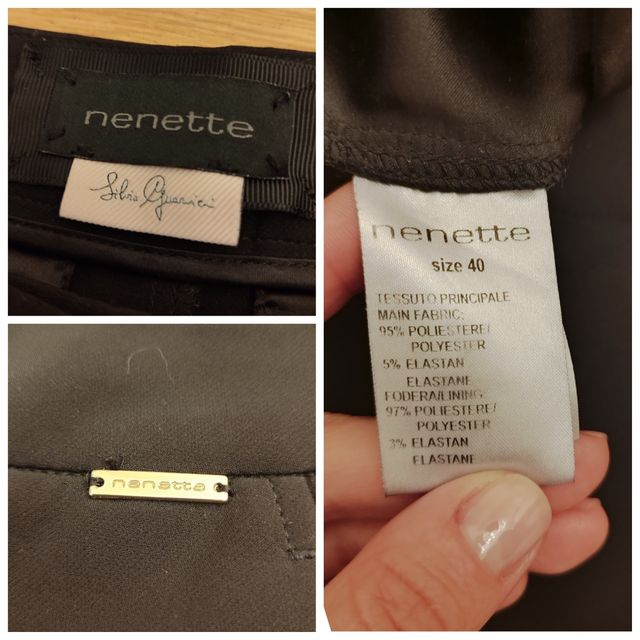 nenette
Silvio Guarnieri
nenette
nenette
size 40
TESSUTO PRINCIPALE
MAIN FABRIC:
95% POLIESTERE/
POLYESTER
5% ELASTAN
ELASTANE
FODERA/LINING
97% POLIESTERE/
POLYESTER
3% ELASTAN
ELASTANE